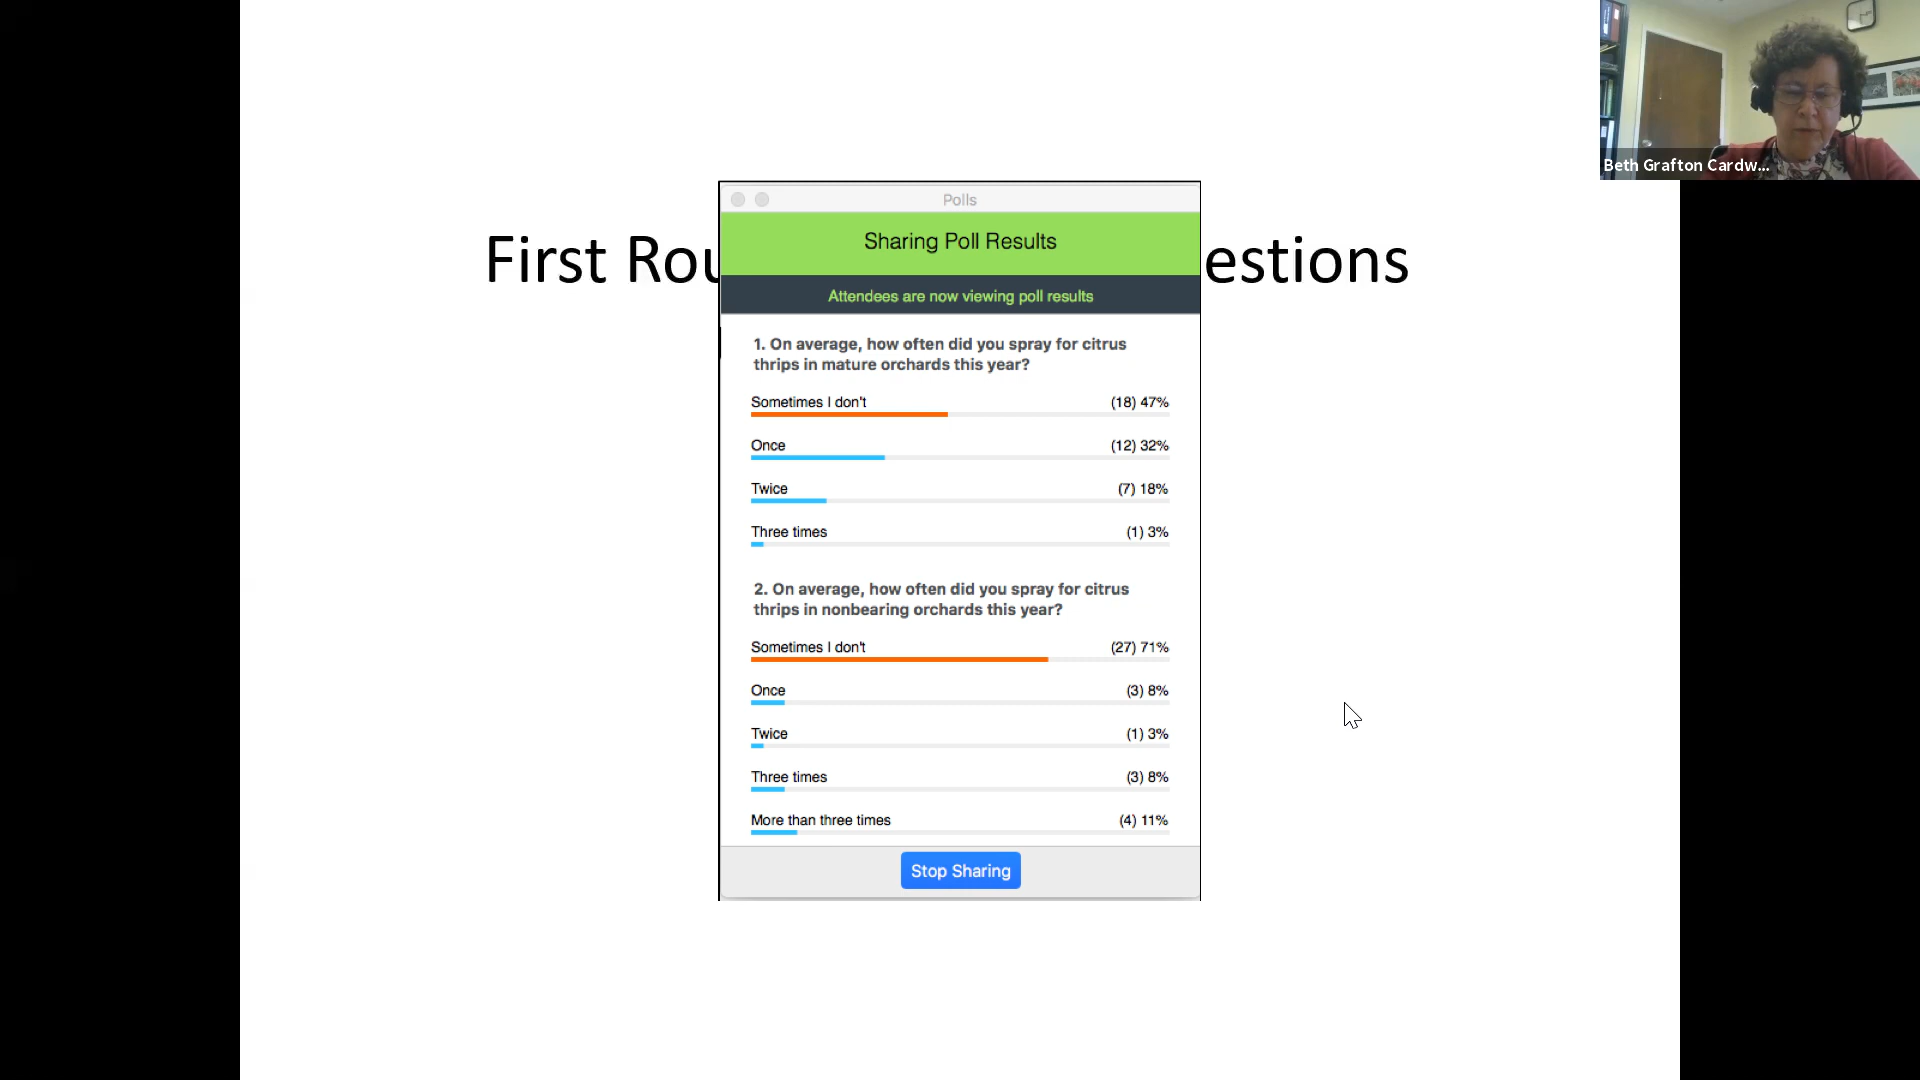 Beth Grafton Cardw...
Polls
Sharing Poll Results
First Rou estions
Attendees are now viewing poll results
1. On average, how often did you spray for citrus
thrips in mature orchards this year?
Sometimes I don't (18) 47%
Once (12) 32%
Twice (7) 18%
Three times (1) 3%
2. On average, how often did you spray for citrus
thrips in nonbearing orchards this year?
Sometimes I don't (27) 71%
Once (3) 8%
Twice (1) 3%
Three times (3) 8%
More than three times (4) 11%
Stop Sharing